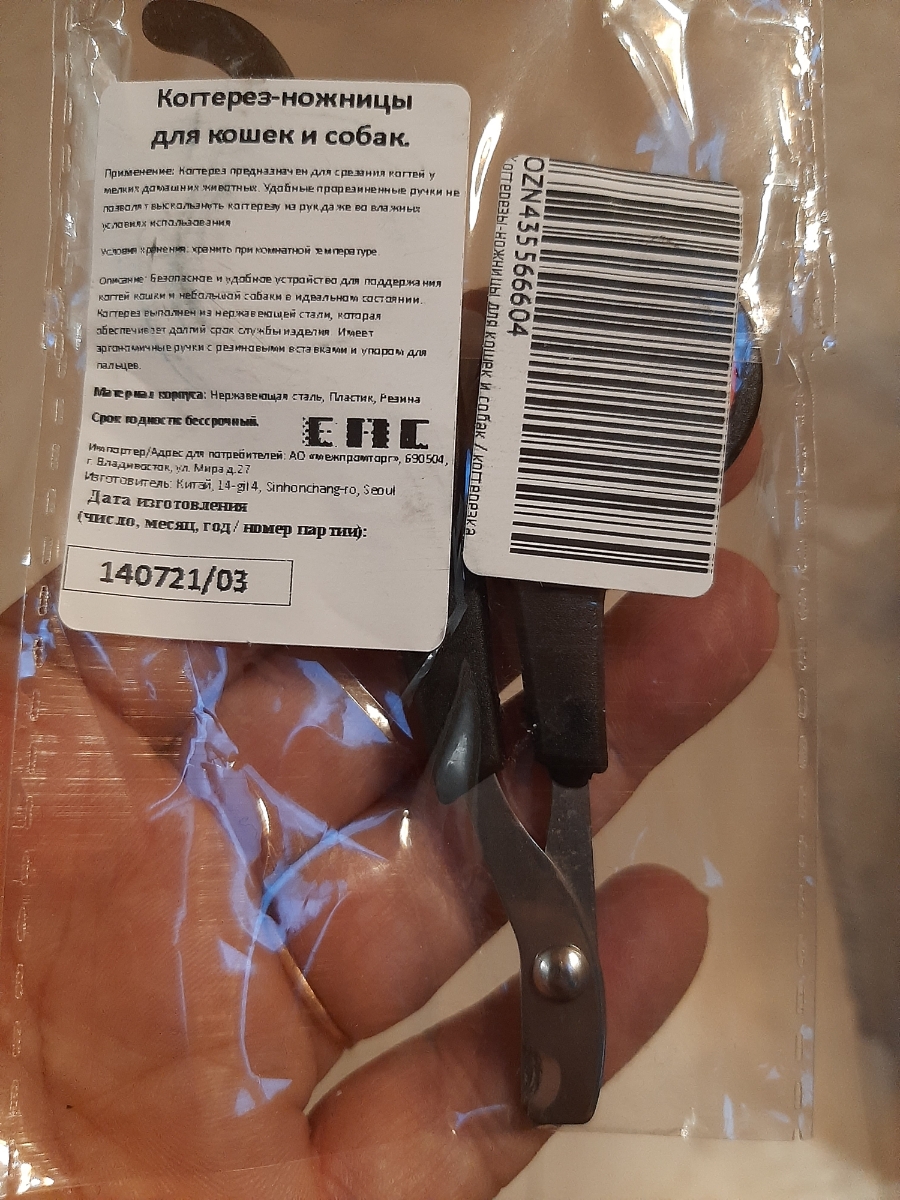 Когтерез-ножницы
для кошек и собак.
Применение: Когтерез предназначен для срезания когтей у
мелких домашних животных. Удобные прорезиненные ручки не
позволят выскальзнуть когтерезу из рук даже во влажных
условиях использования
Условия хранения: хранить при комнатной температуре.
Описание: Безопасное и удобное устройство для поддержания
когтей кошки и небольшой собаки в идеальном состоянии.
Когтерез выполнен из нержавеющей стали, которая
обеспечивает долгий срок службы изделия. Имеет
эргономичные ручки с резиновыми вставками и упором для
пальцев.
Материал корпуса: Нержавеющая сталь, Пластик, Резина
Срок годности: бессрочный.
ЕАС
Импортер/Адрес для потребителей: АО «межпромторг», 690504,
г. Владивосток, ул. Мира д.27
Изготовитель: Китай, 14-gil 4, Sinhonchang-ro, Seoul
Дата изготовления
(число, месяц, год / номер партии):
140721/03
OZN435566604
Когтерезы-ножницы для кошек и собак / когтерезка